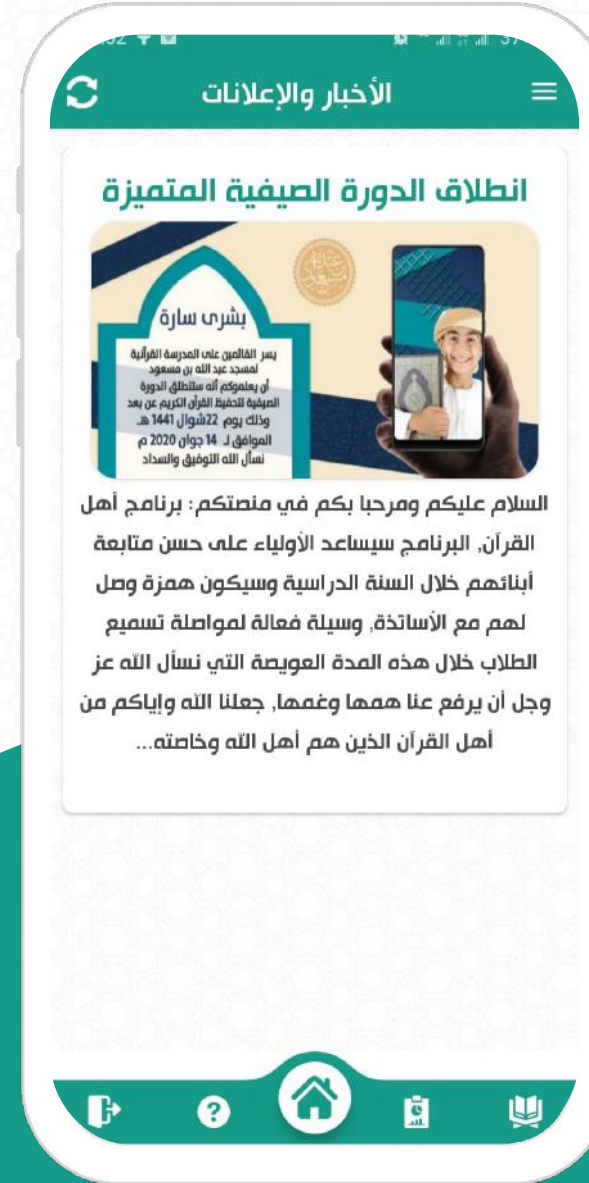 الأخبار والإعلانات
انطلاق الدورة الصيفية المتميزة
بشرى سارة
يسر القائمين على المدرسة القرآنية
لمسجد عبد الله بن مسعود
أن يعلموكم أنه ستنطلق الدورة
الصيفية لتحفيظ القرآن الكريم عن بعد
وذلك يوم 22شوال 1441 هـ
الموافق لـ 14 جوان 2020 م
نسأل الله التوفيق والسداد
السلام عليكم ومرحبا بكم في منصتكم: برنامج أهل
القرآن, البرنامج سيساعد الأولياء على حسن متابعة
أبنائهم خلال السنة الدراسية وسيكون همزة وصل
لهم مع الأساتذة, وسيلة فعالة لمواصلة تسميع
الطلاب خلال هذه المدة العويصة التي نسأل الله عز
وجل أن يرفع عنا همها وغمها, جعلنا الله وإياكم من
أهل القرآن الذين هم أهل الله وخاصته...